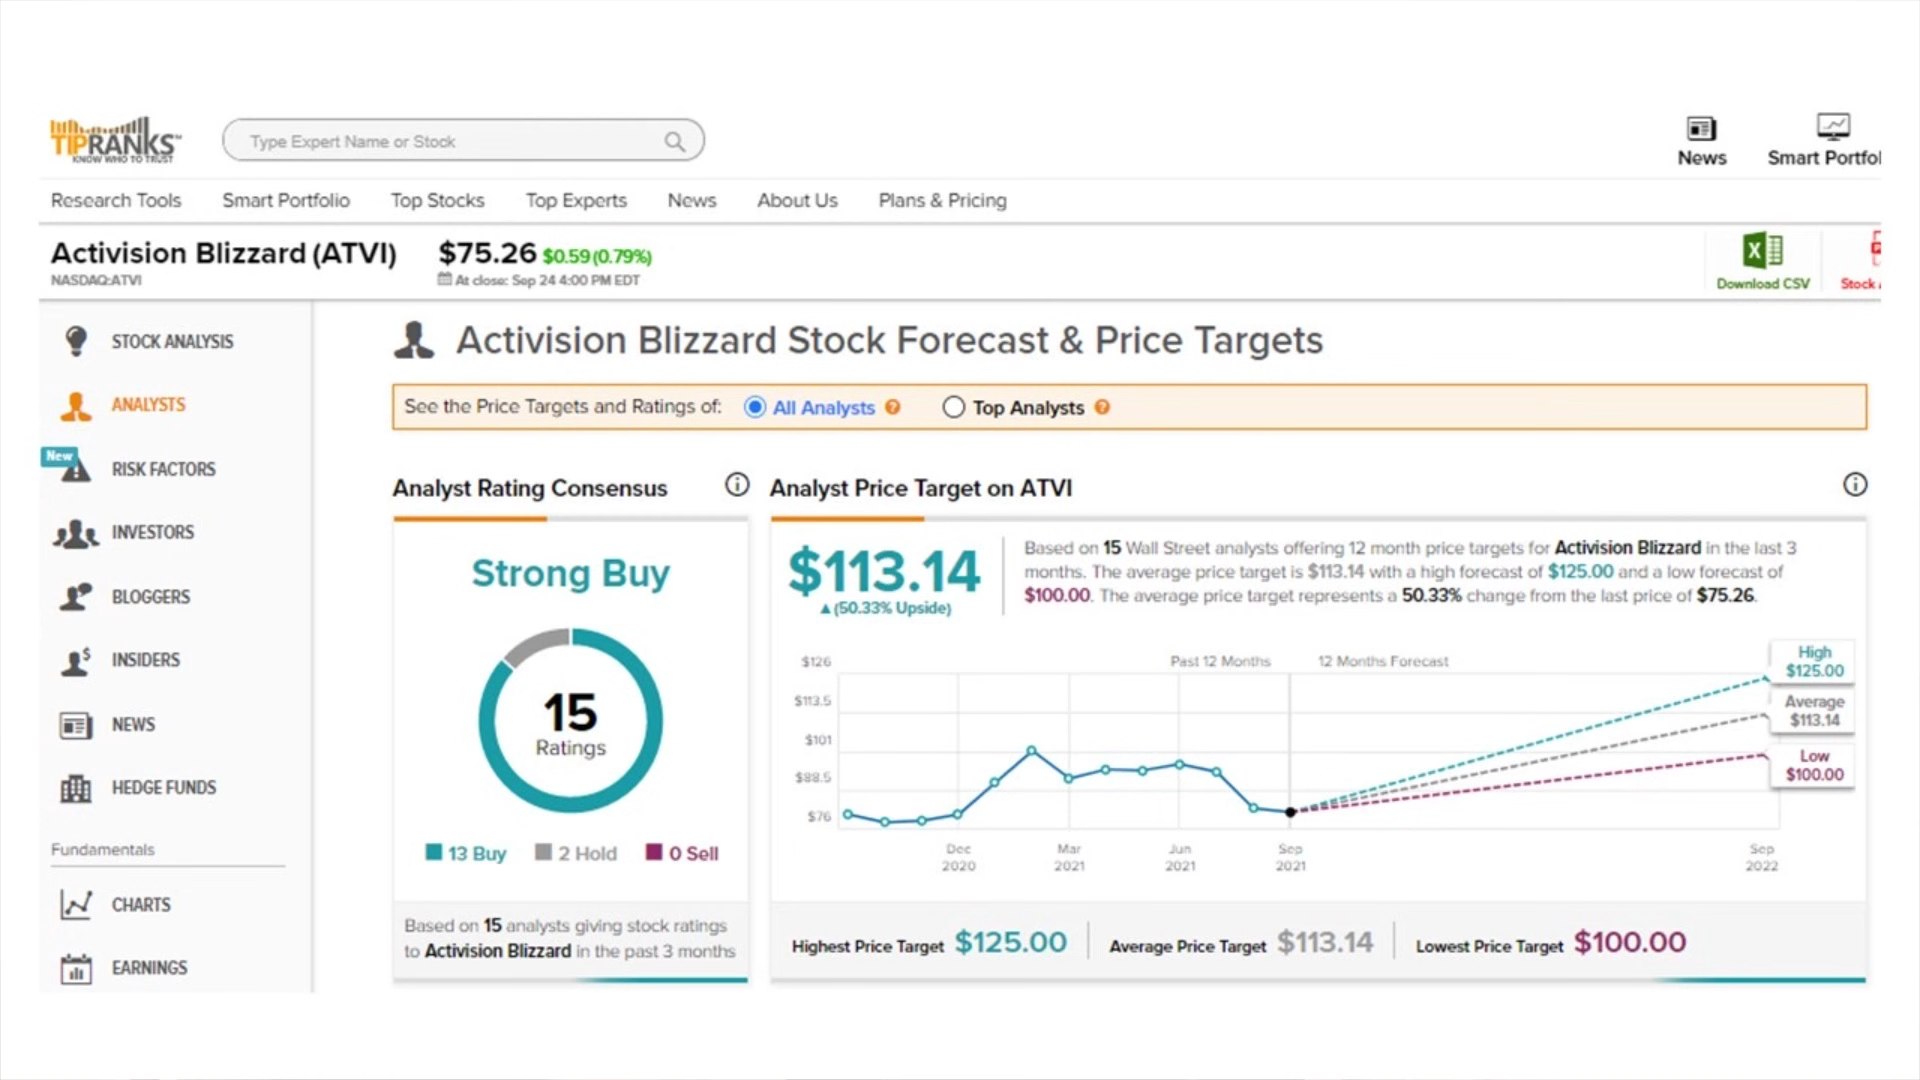 TIPRANKS
KNOW WHO TO TRUST
Type Expert Name or Stock
News
Smart Portfol
Research Tools
Smart Portfolio
Top Stocks
Top Experts
News
About Us
Plans & Pricing
Activision Blizzard (ATVI)
NASDAQ:ATVI
$75.26 $0.59 (0.79%)
At close: Sep 24 4:00 PM EDT
Download CSV
Stock
STOCK ANALYSIS
ANALYSTS
New
RISK FACTORS
INVESTORS
BLOGGERS
INSIDERS
NEWS
HEDGE FUNDS
Fundamentals
CHARTS
EARNINGS
Activision Blizzard Stock Forecast & Price Targets
See the Price Targets and Ratings of: All Analysts ? Top Analysts ?
Analyst Rating Consensus
Strong Buy
15
Ratings
13 Buy 2 Hold 0 Sell
Based on 15 analysts giving stock ratings
to Activision Blizzard in the past 3 months
Analyst Price Target on ATVI
$113.14
▲(50.33% Upside)
Based on 15 Wall Street analysts offering 12 month price targets for Activision Blizzard in the last 3
months. The average price target is $113.14 with a high forecast of $125.00 and a low forecast of
$100.00. The average price target represents a 50.33% change from the last price of $75.26.
Past 12 Months
12 Months Forecast
$126
$113.5
$101
$88.5
$76
High
$125.00
Average
$113.14
Low
$100.00
Dec
2020
Mar
2021
Jun
2021
Sep
2021
Sep
2022
Highest Price Target $125.00
Average Price Target $113.14
Lowest Price Target $100.00